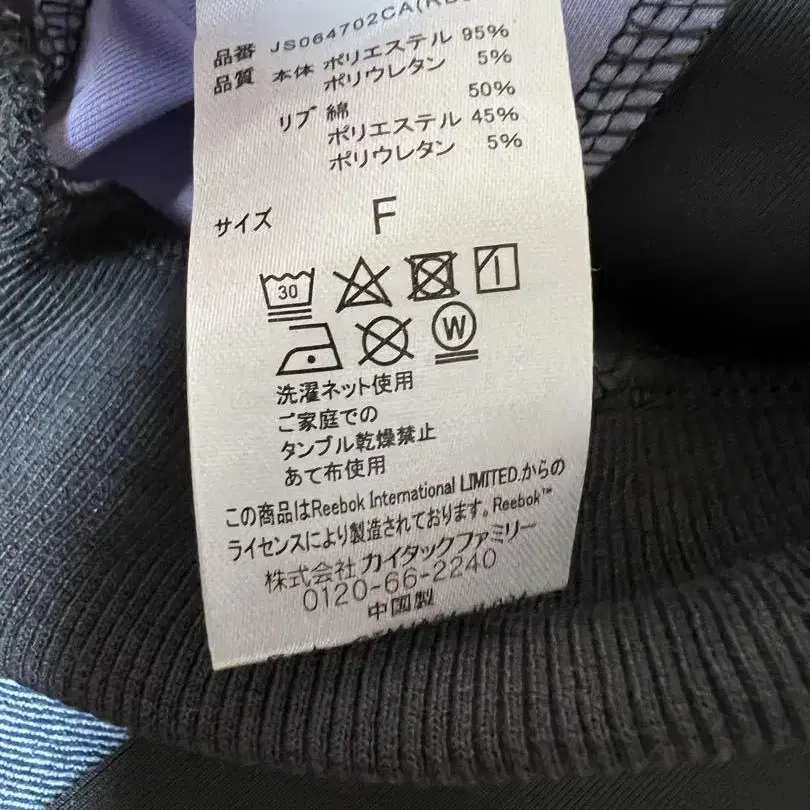 品番 JS064702CA(RB
品質 本体 ポリエステル 95%
ポリウレタン 5%
リブ 綿 50%
ポリエステル 45%
ポリウレタン 5%
サイズ F
30
W
洗濯ネット使用
ご家庭での
タンブル乾燥禁止
あて布使用
この商品はReebok International LIMITED.からの
ライセンスにより製造されております。Reebok™
株式会社 カイタックファミリー
0120-66-2240
中国製